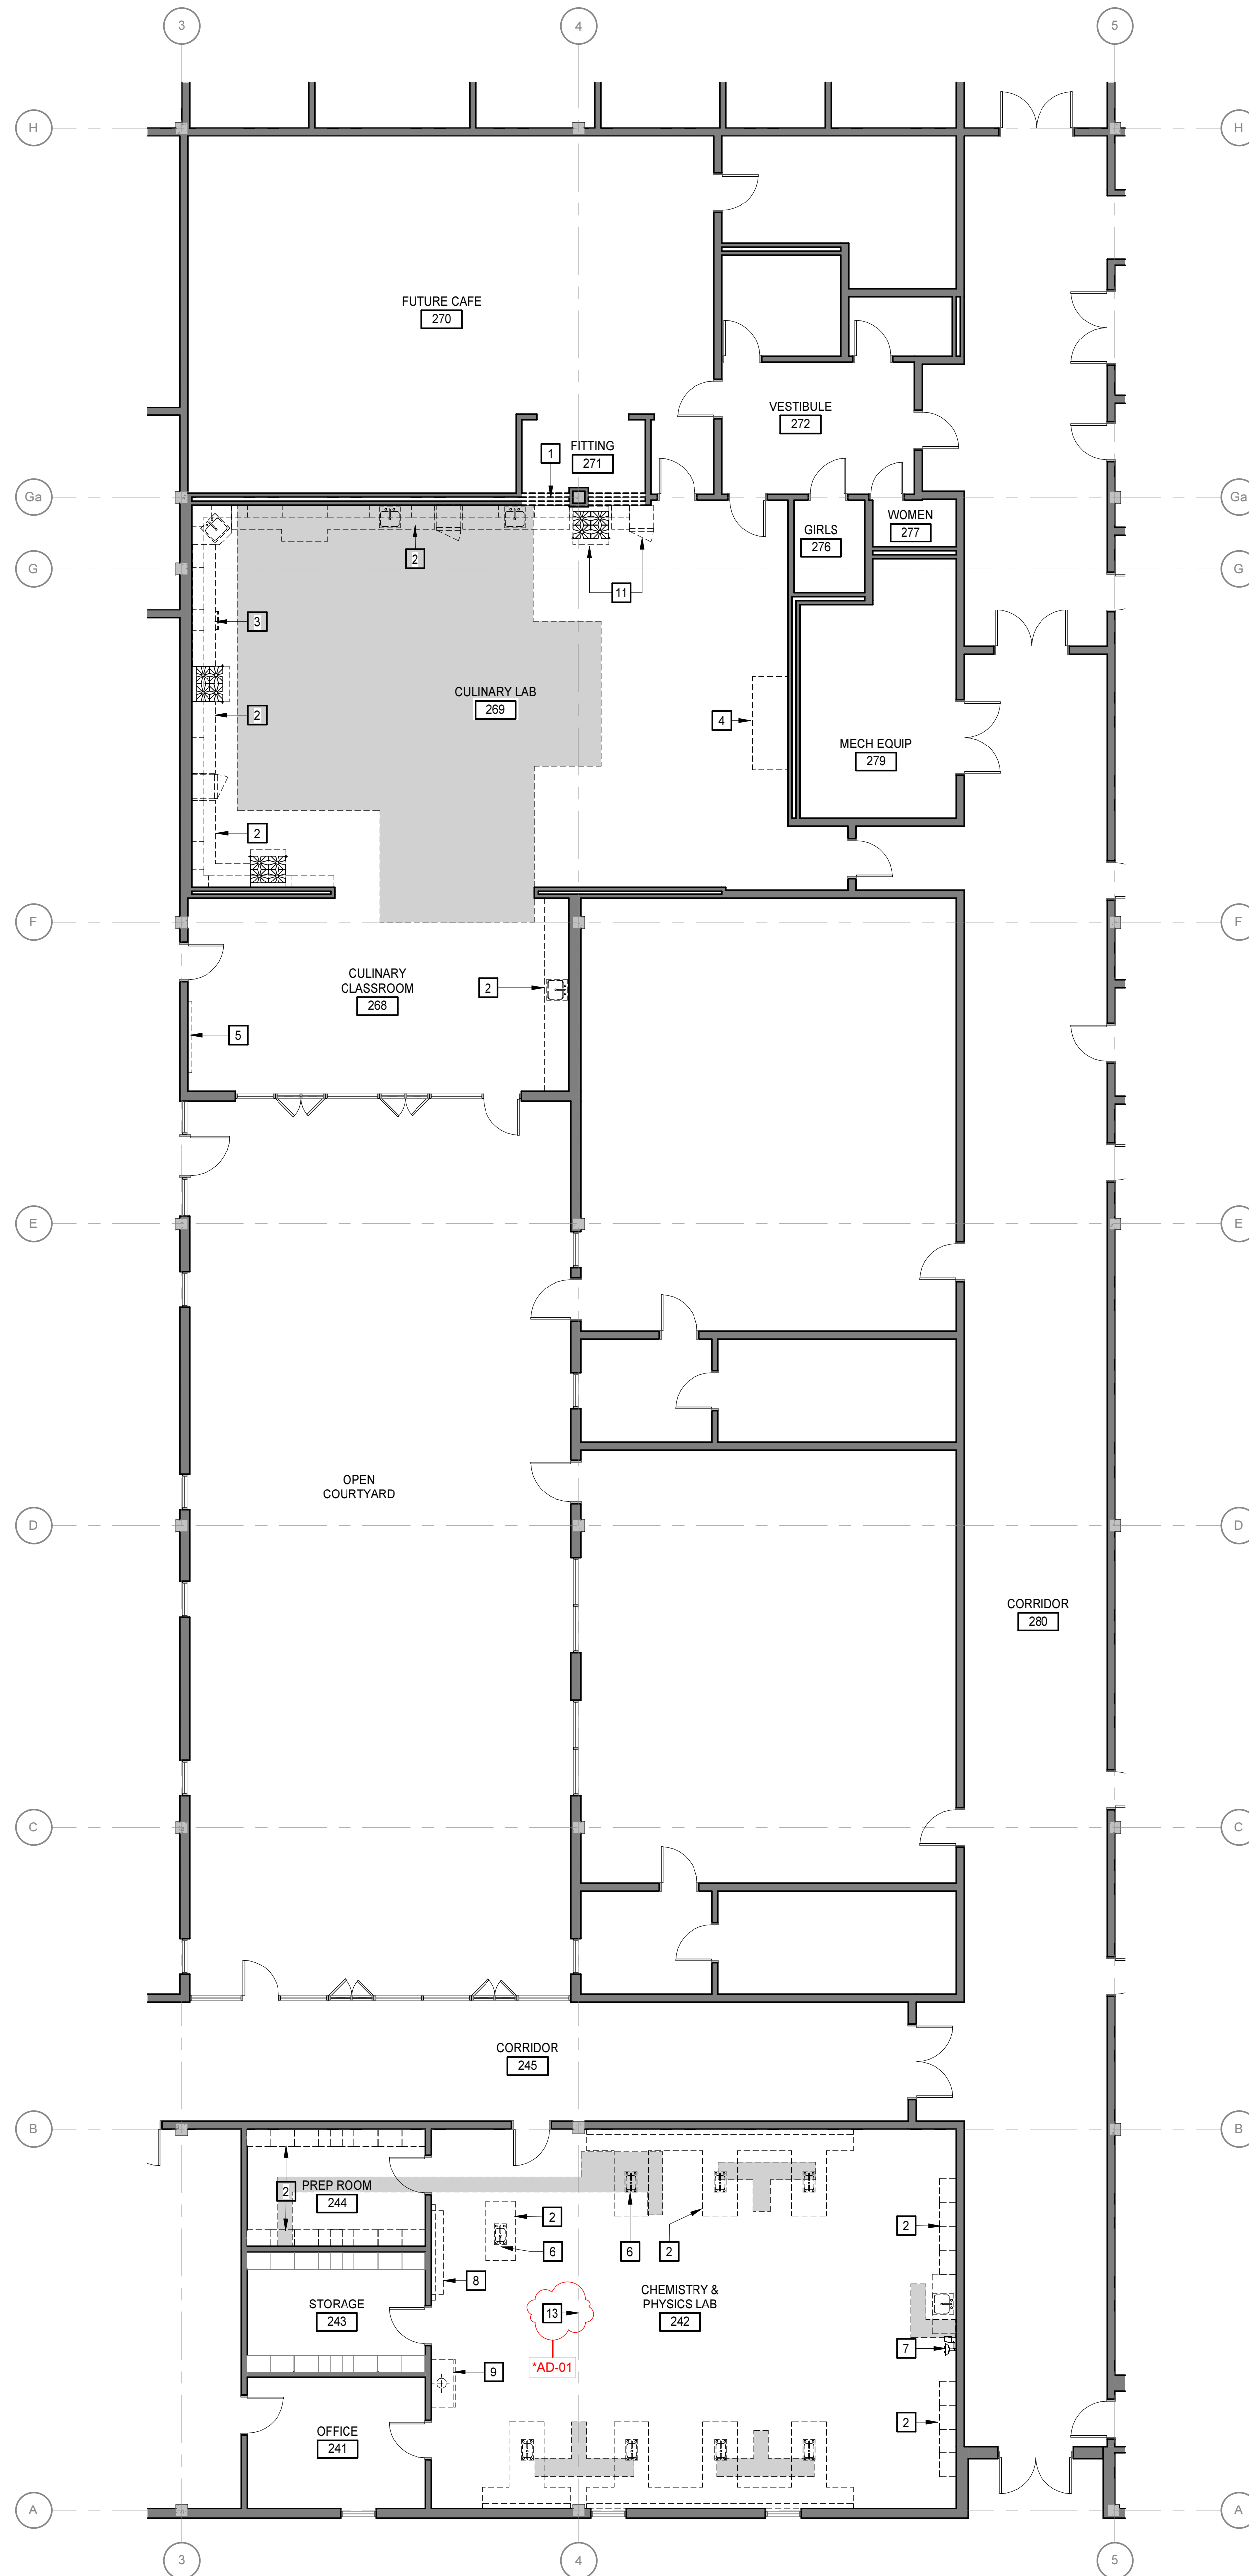 3
4
5
H
H
FUTURE CAFE
270
VESTIBULE
272
FITTING
271
1
Ga
Ga
GIRLS
276
WOMEN
277
2
G
G
11
3
CULINARY LAB
269
2
4
MECH EQUIP
279
2
F
F
CULINARY
CLASSROOM
268
2
5
E
E
OPEN
COURTYARD
D
D
CORRIDOR
280
C
C
CORRIDOR
245
B
B
2
PREP ROOM
244
2
6
6
2
2
8
CHEMISTRY &
PHYSICS LAB
242
STORAGE
243
13
*AD-01
7
9
2
OFFICE
241
A
A
3
4
5